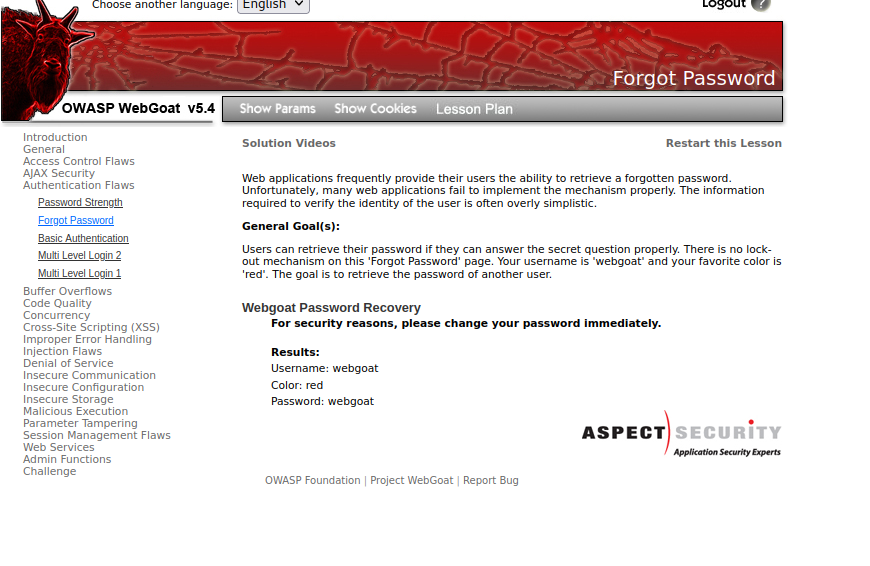 Choose another language: English
Logout ?
Forgot Password
OWASP WebGoat v5.4
Show Params Show Cookies Lesson Plan
Introduction
General
Access Control Flaws
AJAX Security
Authentication Flaws
Password Strength
Forgot Password
Basic Authentication
Multi Level Login 2
Multi Level Login 1
Buffer Overflows
Code Quality
Concurrency
Cross-Site Scripting (XSS)
Improper Error Handling
Injection Flaws
Denial of Service
Insecure Communication
Insecure Configuration
Insecure Storage
Malicious Execution
Parameter Tampering
Session Management Flaws
Web Services
Admin Functions
Challenge
Solution Videos
Restart this Lesson
Web applications frequently provide their users the ability to retrieve a forgotten password.
Unfortunately, many web applications fail to implement the mechanism properly. The information
required to verify the identity of the user is often overly simplistic.
General Goal(s):
Users can retrieve their password if they can answer the secret question properly. There is no lock-
out mechanism on this 'Forgot Password' page. Your username is 'webgoat' and your favorite color is
'red'. The goal is to retrieve the password of another user.
Webgoat Password Recovery
For security reasons, please change your password immediately.
Results:
Username: webgoat
Color: red
Password: webgoat
ASPECT SECURITY
Application Security Experts
OWASP Foundation | Project WebGoat | Report Bug